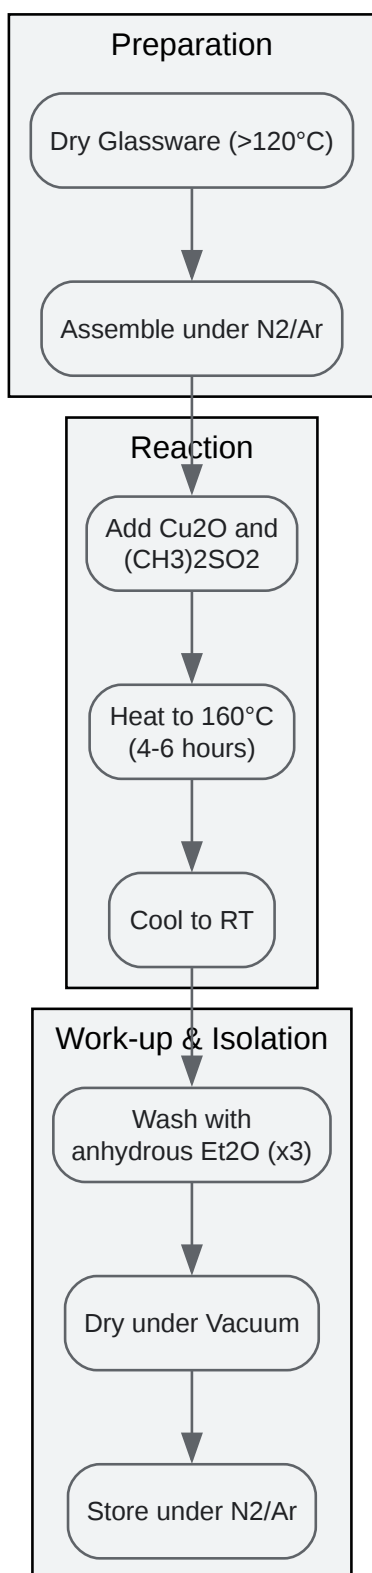 Preparation
Dry Glassware (>120°C)
Assemble under N2/Ar
Reaction
Add Cu2O and
(CH3)2SO2
Heat to 160°C
(4-6 hours)
Cool to RT
Work-up & Isolation
Wash with
anhydrous Et2O (x3)
Dry under Vacuum
Store under N2/Ar